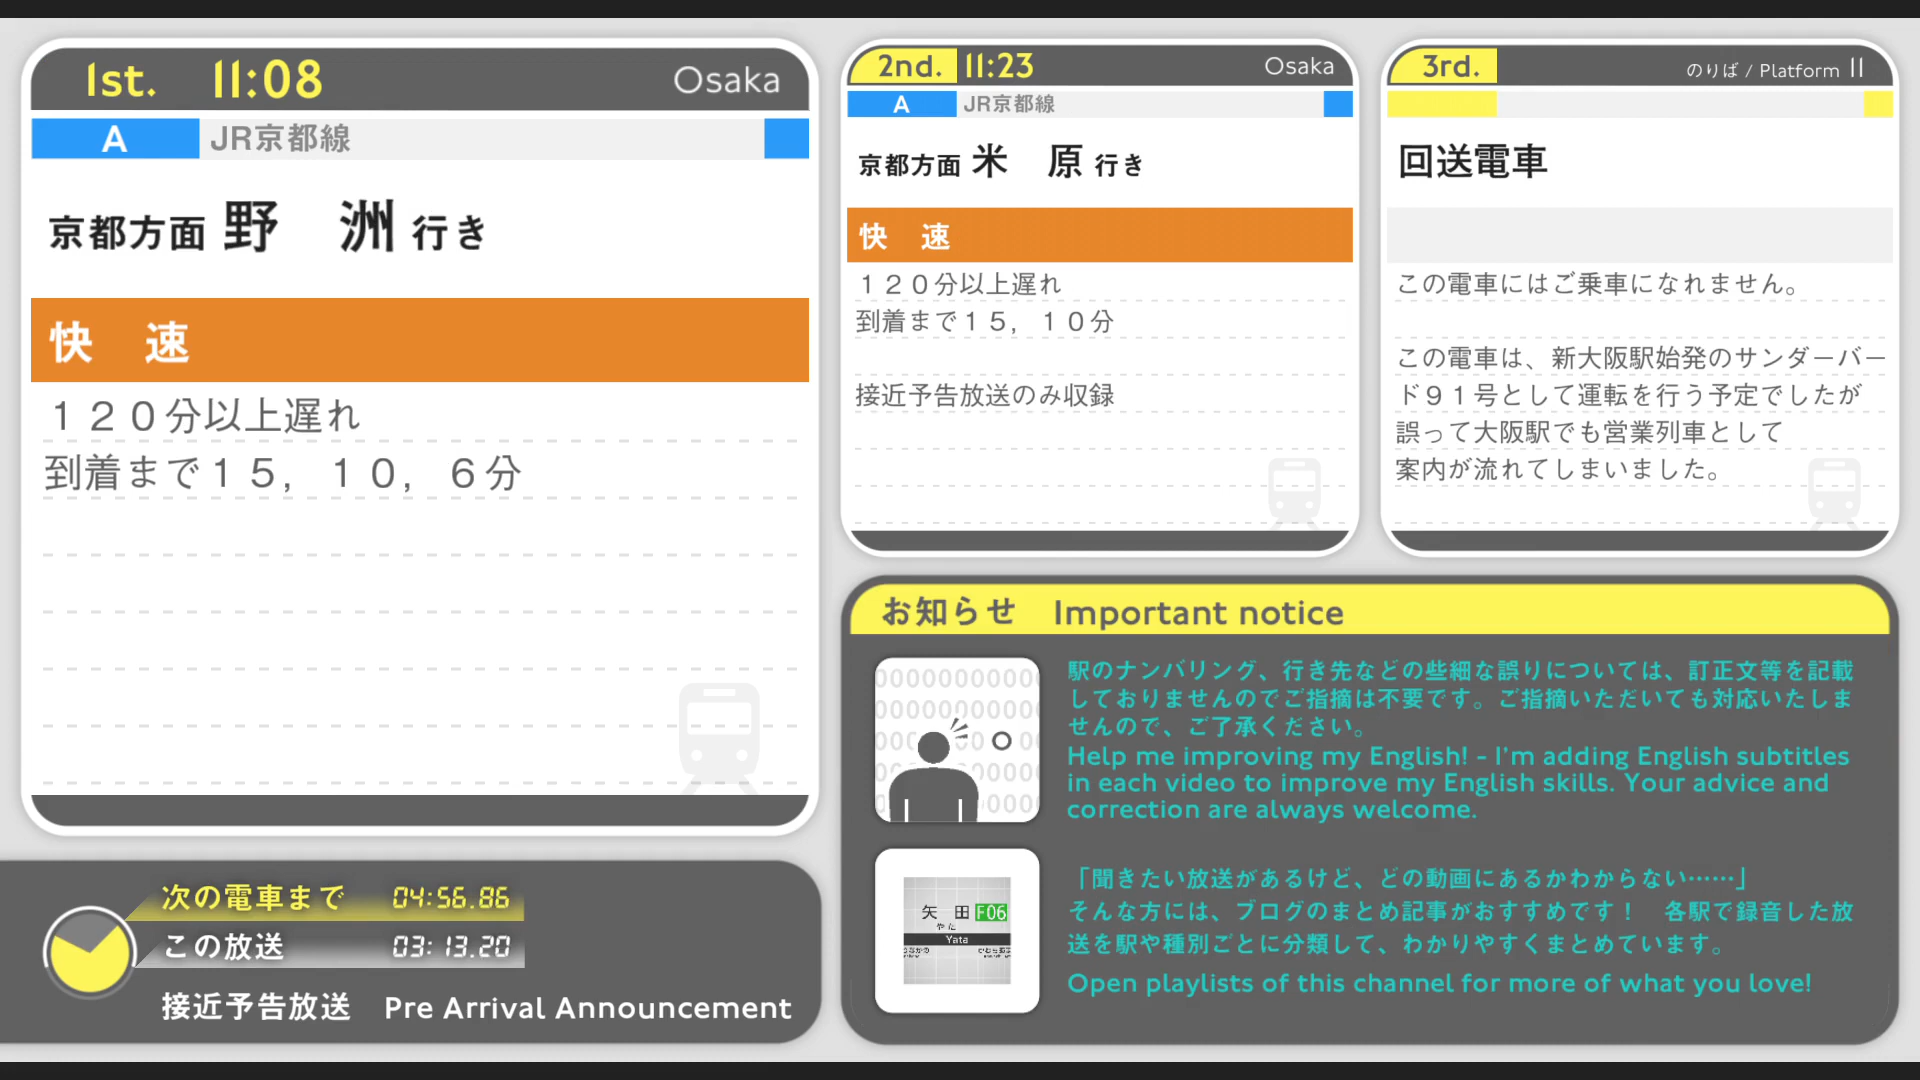 1st. 11:08 Osaka
A JR京都線
京都方面 野 洲 行き
快 速
120分以上遅れ
到着まで15，10，6分
2nd. 11:23 Osaka
A JR京都線
京都方面 米 原 行き
快 速
120分以上遅れ
到着まで15，10分
接近予告放送のみ収録
3rd. のりば / Platform 11
回送電車
この電車にはご乗車になれません。
この電車は、新大阪駅始発のサンダーバー
ド91号として運転を行う予定でしたが
誤って大阪駅でも営業列車として
案内が流れてしまいました。
次の電車まで 04:56.86
この放送 03:13.20
接近予告放送 Pre Arrival Announcement
お知らせ Important notice
駅のナンバリング、行き先などの些細な誤りについては、訂正文等を記載
しておりませんのでご指摘は不要です。ご指摘いただいても対応いたしま
せんので、ご了承ください。
Help me improving my English! - I'm adding English subtitles
in each video to improve my English skills. Your advice and
correction are always welcome.
矢 田 F06
やた
Yata
「聞きたい放送があるけど、どの動画にあるかわからない……」
そんな方には、ブログのまとめ記事がおすすめです！ 各駅で録音した放
送を駅や種別ごとに分類して、わかりやすくまとめています。
Open playlists of this channel for more of what you love!